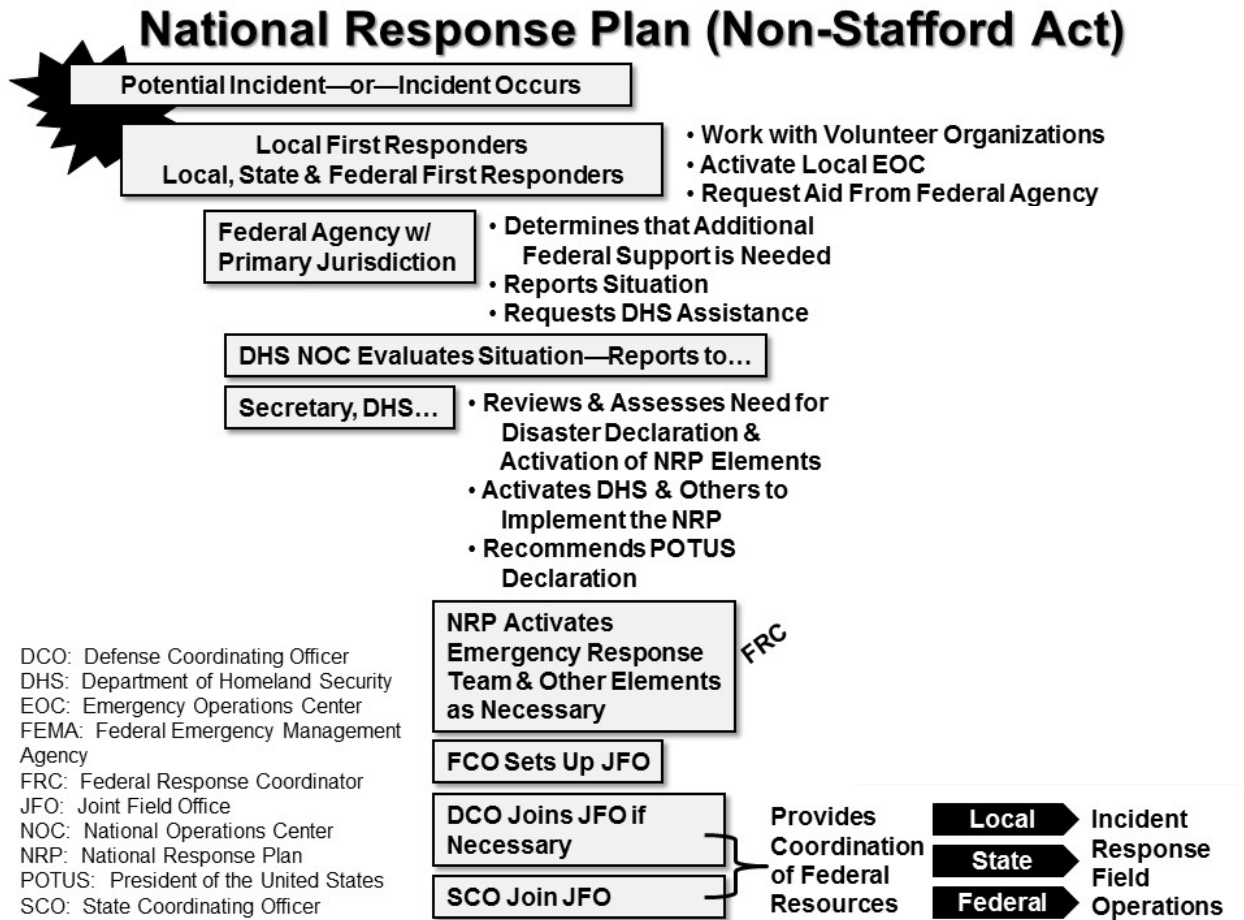 National Response Plan (Non-Stafford Act)
Potential Incident—or—Incident Occurs
Local First Responders
Local, State & Federal First Responders
• Work with Volunteer Organizations
• Activate Local EOC
• Request Aid From Federal Agency
Federal Agency w/
Primary Jurisdiction
• Determines that Additional
Federal Support is Needed
• Reports Situation
• Requests DHS Assistance
DHS NOC Evaluates Situation—Reports to…
Secretary, DHS…
• Reviews & Assesses Need for
Disaster Declaration &
Activation of NRP Elements
• Activates DHS & Others to
Implement the NRP
• Recommends POTUS
Declaration
NRP Activates
Emergency Response
Team & Other Elements
as Necessary
FRC
FCO Sets Up JFO
DCO Joins JFO if
Necessary
SCO Join JFO
Provides
Coordination
of Federal
Resources
Local
State
Federal
Incident
Response
Field
Operations
DCO: Defense Coordinating Officer
DHS: Department of Homeland Security
EOC: Emergency Operations Center
FEMA: Federal Emergency Management
Agency
FRC: Federal Response Coordinator
JFO: Joint Field Office
NOC: National Operations Center
NRP: National Response Plan
POTUS: President of the United States
SCO: State Coordinating Officer